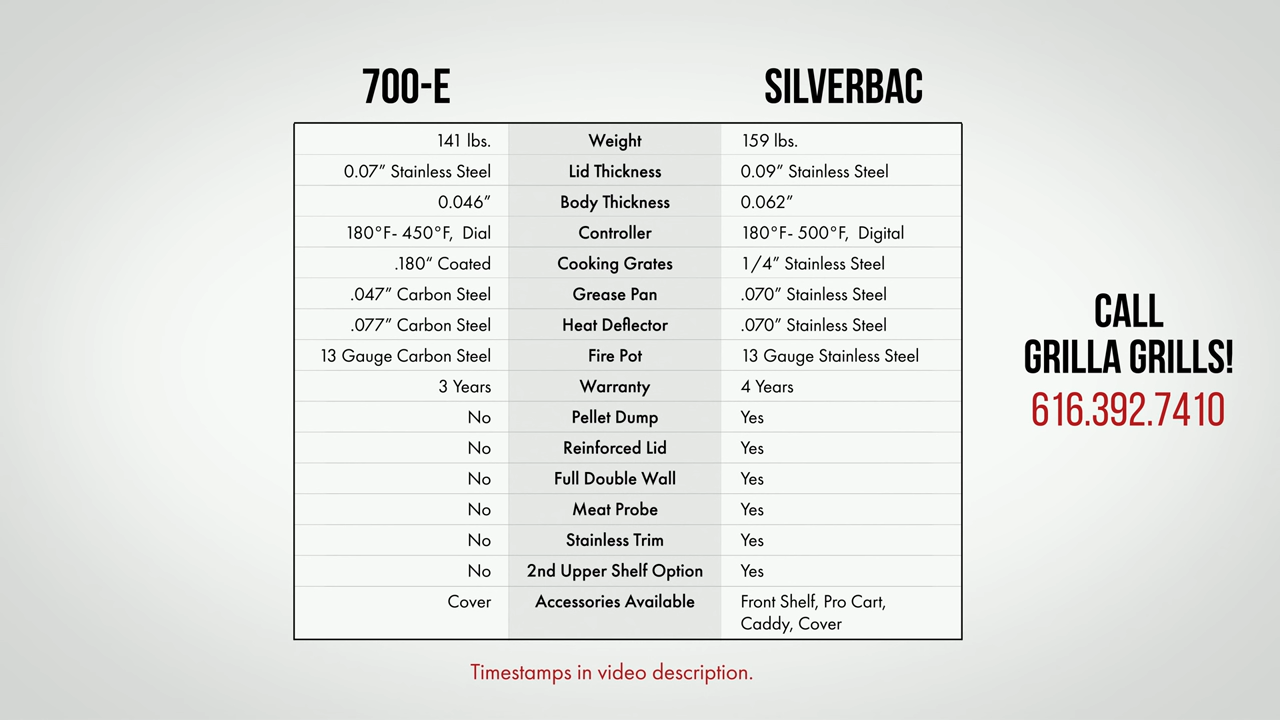 700-E SILVERBAC
141 lbs. Weight 159 lbs.
0.07” Stainless Steel Lid Thickness 0.09” Stainless Steel
0.046” Body Thickness 0.062”
180°F- 450°F, Dial Controller 180°F- 500°F, Digital
.180“ Coated Cooking Grates 1/4” Stainless Steel
.047” Carbon Steel Grease Pan .070” Stainless Steel
.077” Carbon Steel Heat Deflector .070” Stainless Steel
13 Gauge Carbon Steel Fire Pot 13 Gauge Stainless Steel
3 Years Warranty 4 Years
No Pellet Dump Yes
No Reinforced Lid Yes
No Full Double Wall Yes
No Meat Probe Yes
No Stainless Trim Yes
No 2nd Upper Shelf Option Yes
Cover Accessories Available Front Shelf, Pro Cart,
Caddy, Cover
CALL
GRILLA GRILLS!
616.392.7410
Timestamps in video description.